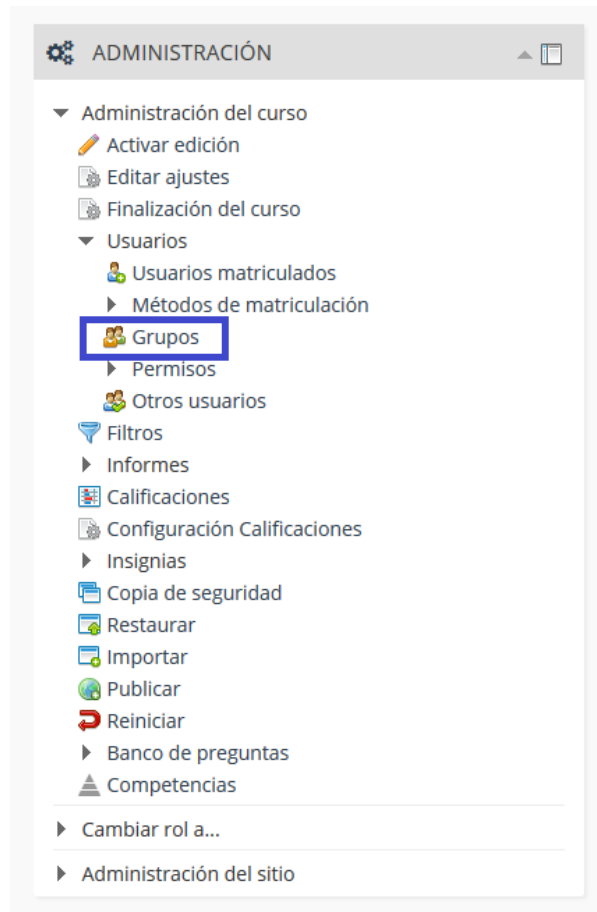 ADMINISTRACIÓN
Administración del curso
Activar edición
Editar ajustes
Finalización del curso
Usuarios
Usuarios matriculados
Métodos de matriculación
Grupos
Permisos
Otros usuarios
Filtros
Informes
Calificaciones
Configuración Calificaciones
Insignias
Copia de seguridad
Restaurar
Importar
Publicar
Reiniciar
Banco de preguntas
Competencias
Cambiar rol a...
Administración del sitio